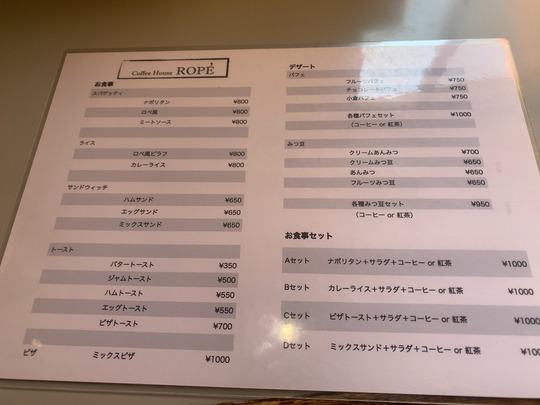 Coffee House ROPÉ
お食事
スパゲッティ
ナポリタン ¥800
ロペ風 ¥800
ミートソース ¥800
ライス
ロペ風ピラフ ¥800
カレーライス ¥800
サンドウィッチ
ハムサンド ¥650
エッグサンド ¥650
ミックスサンド ¥650
トースト
バタートースト ¥350
ジャムトースト ¥500
ハムトースト ¥550
エッグトースト ¥550
ピザトースト ¥700
ピザ ミックスピザ ¥1000
デザート
パフェ
フルーツパフェ ¥750
チョコレートパフェ ¥750
小倉パフェ ¥750
各種パフェセット ¥1000
(コーヒー or 紅茶)
みつ豆
クリームあんみつ ¥700
クリームみつ豆 ¥650
あんみつ ¥650
フルーツみつ豆 ¥650
各種みつ豆セット ¥950
(コーヒー or 紅茶)
お食事セット
Aセット ナポリタン+サラダ+コーヒー or 紅茶 ¥1000
Bセット カレーライス+サラダ+コーヒー or 紅茶 ¥1000
Cセット ピザトースト+サラダ+コーヒー or 紅茶 ¥1000
Dセット ミックスサンド+サラダ+コーヒー or 紅茶 ¥100